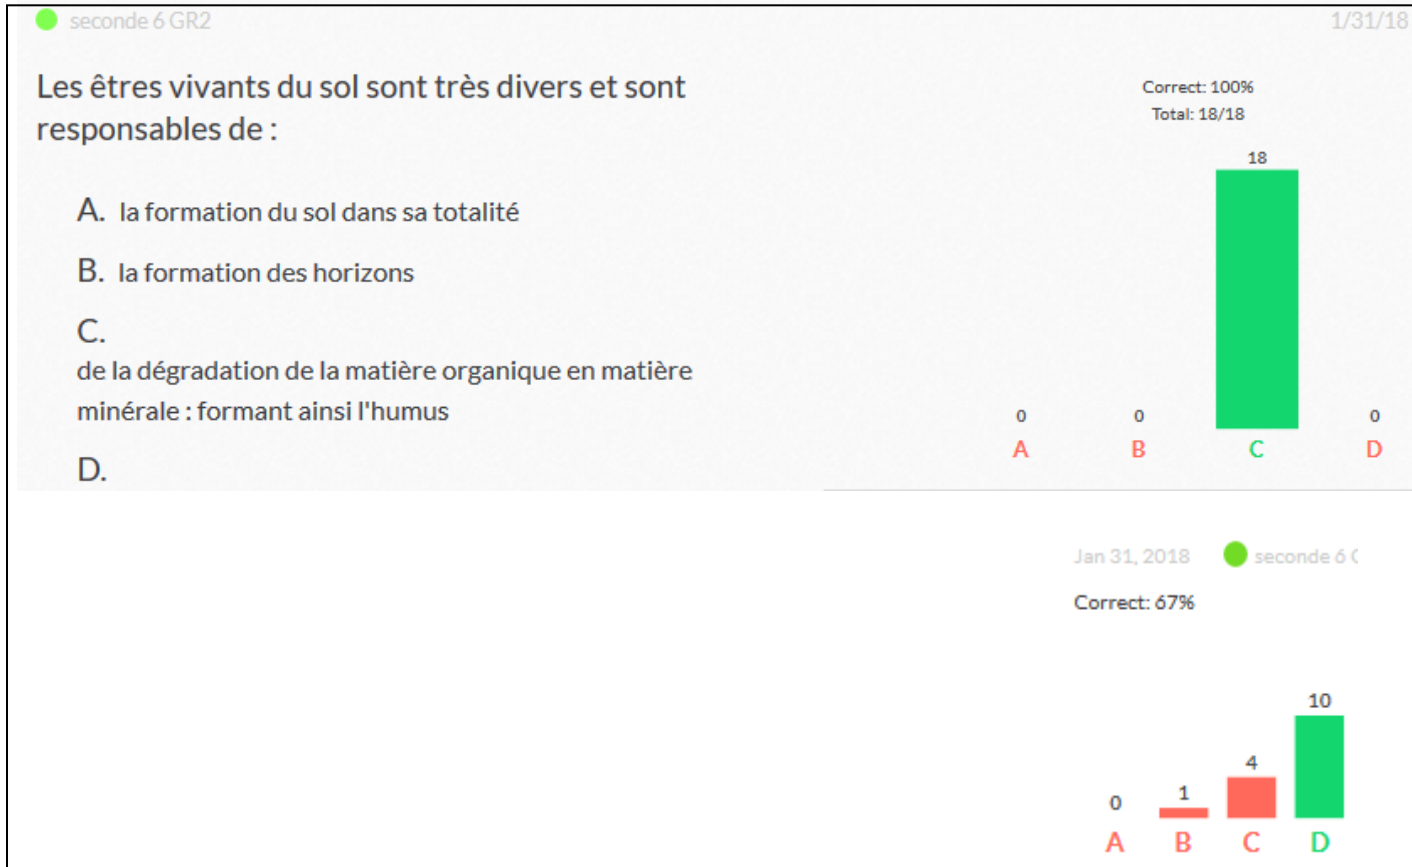 seconde 6 GR2
1/31/18
Les êtres vivants du sol sont très divers et sont
responsables de :
A. la formation du sol dans sa totalité
B. la formation des horizons
C.
de la dégradation de la matière organique en matière
minérale : formant ainsi l'humus
D.
Correct: 100%
Total: 18/18
18
0 0 0
A B C D
Jan 31, 2018 seconde 6 G
Correct: 67%
10
4
1
0
A B C D